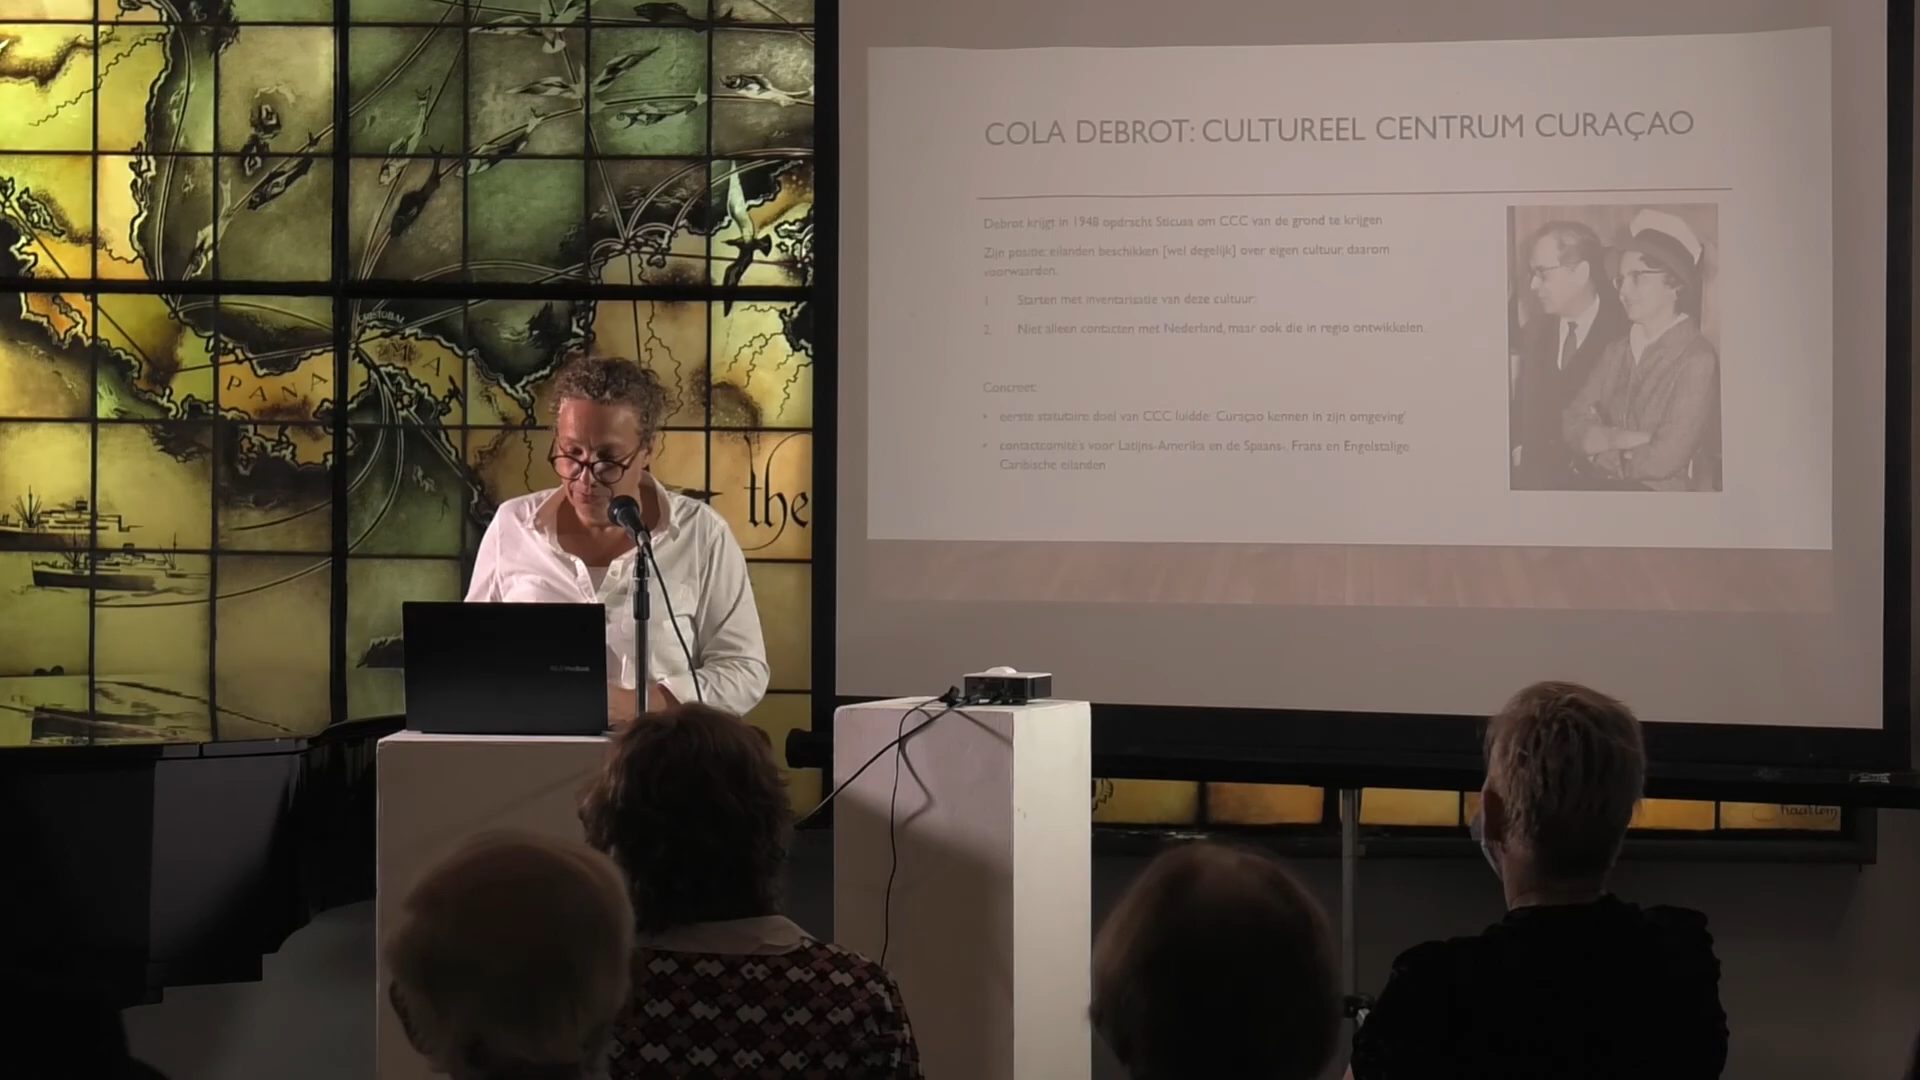 COLA DEBROT: CULTUREEL CENTRUM CURAÇAO
Debrot krijgt in 1948 opdracht Sticusa om CCC van de grond te krijgen
Zijn positie: eilanden beschikken [wel degelijk] over eigen cultuur, daarom
voorwaarden:
1 Starten met inventarisatie van deze cultuur:
2. Niet alleen contacten met Nederland, maar ook die in regio ontwikkelen.
Concreet:
• eerste statutaire doel van CCC luidde: 'Curaçao kennen in zijn omgeving'
• contactcomité's voor Latijns-Amerika en de Spaans-, Frans en Engelstalige
Caribische eilanden
CRISTOBAL
PANAMA
the
haarlem